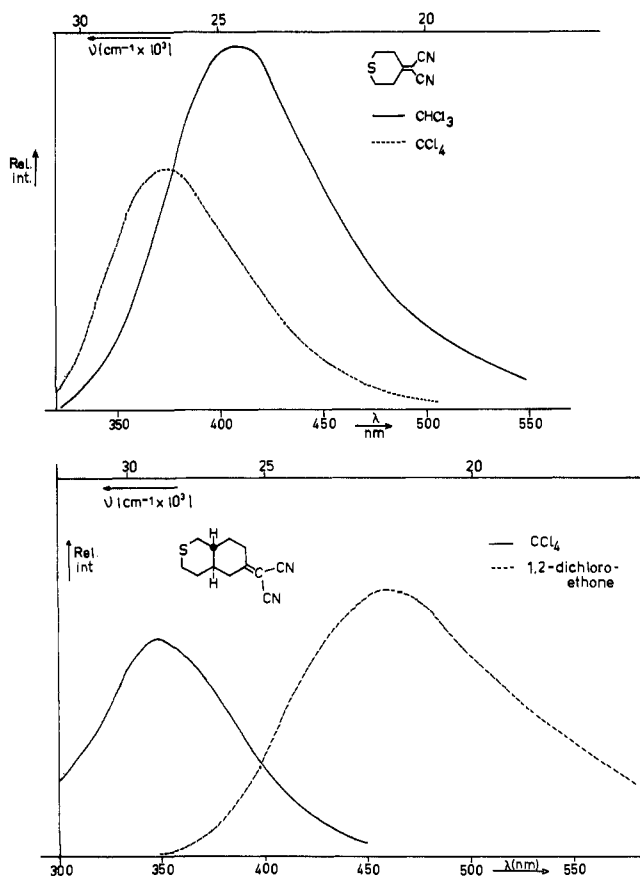 30 25 20
ν (cm⁻¹ x 10³)
S
CN
CN
CHCl₃
CCl₄
Rel.
int.
350 400 450 500
λ
nm
30 25 20
ν (cm⁻¹ x 10³)
Rel.
int
H
S
H
C
CN
CN
CCl₄
1,2-dichloro-
ethone
300 350 400 450 500 550
λ(nm)